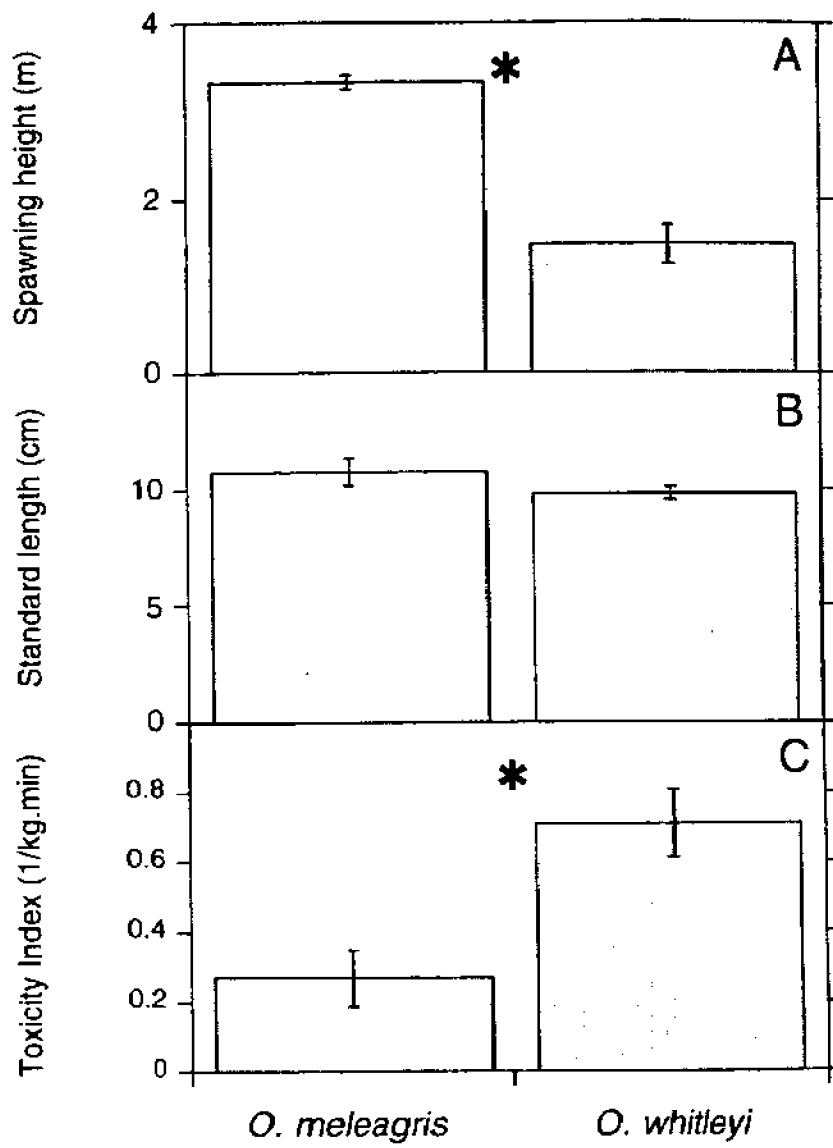 Spawning height (m)
4
2
0
*
A
Standard length (cm)
10
5
0
B
Toxicity Index (1/kg.min)
0.8
0.6
0.4
0.2
0
*
C
O. meleagris
O. whitleyi